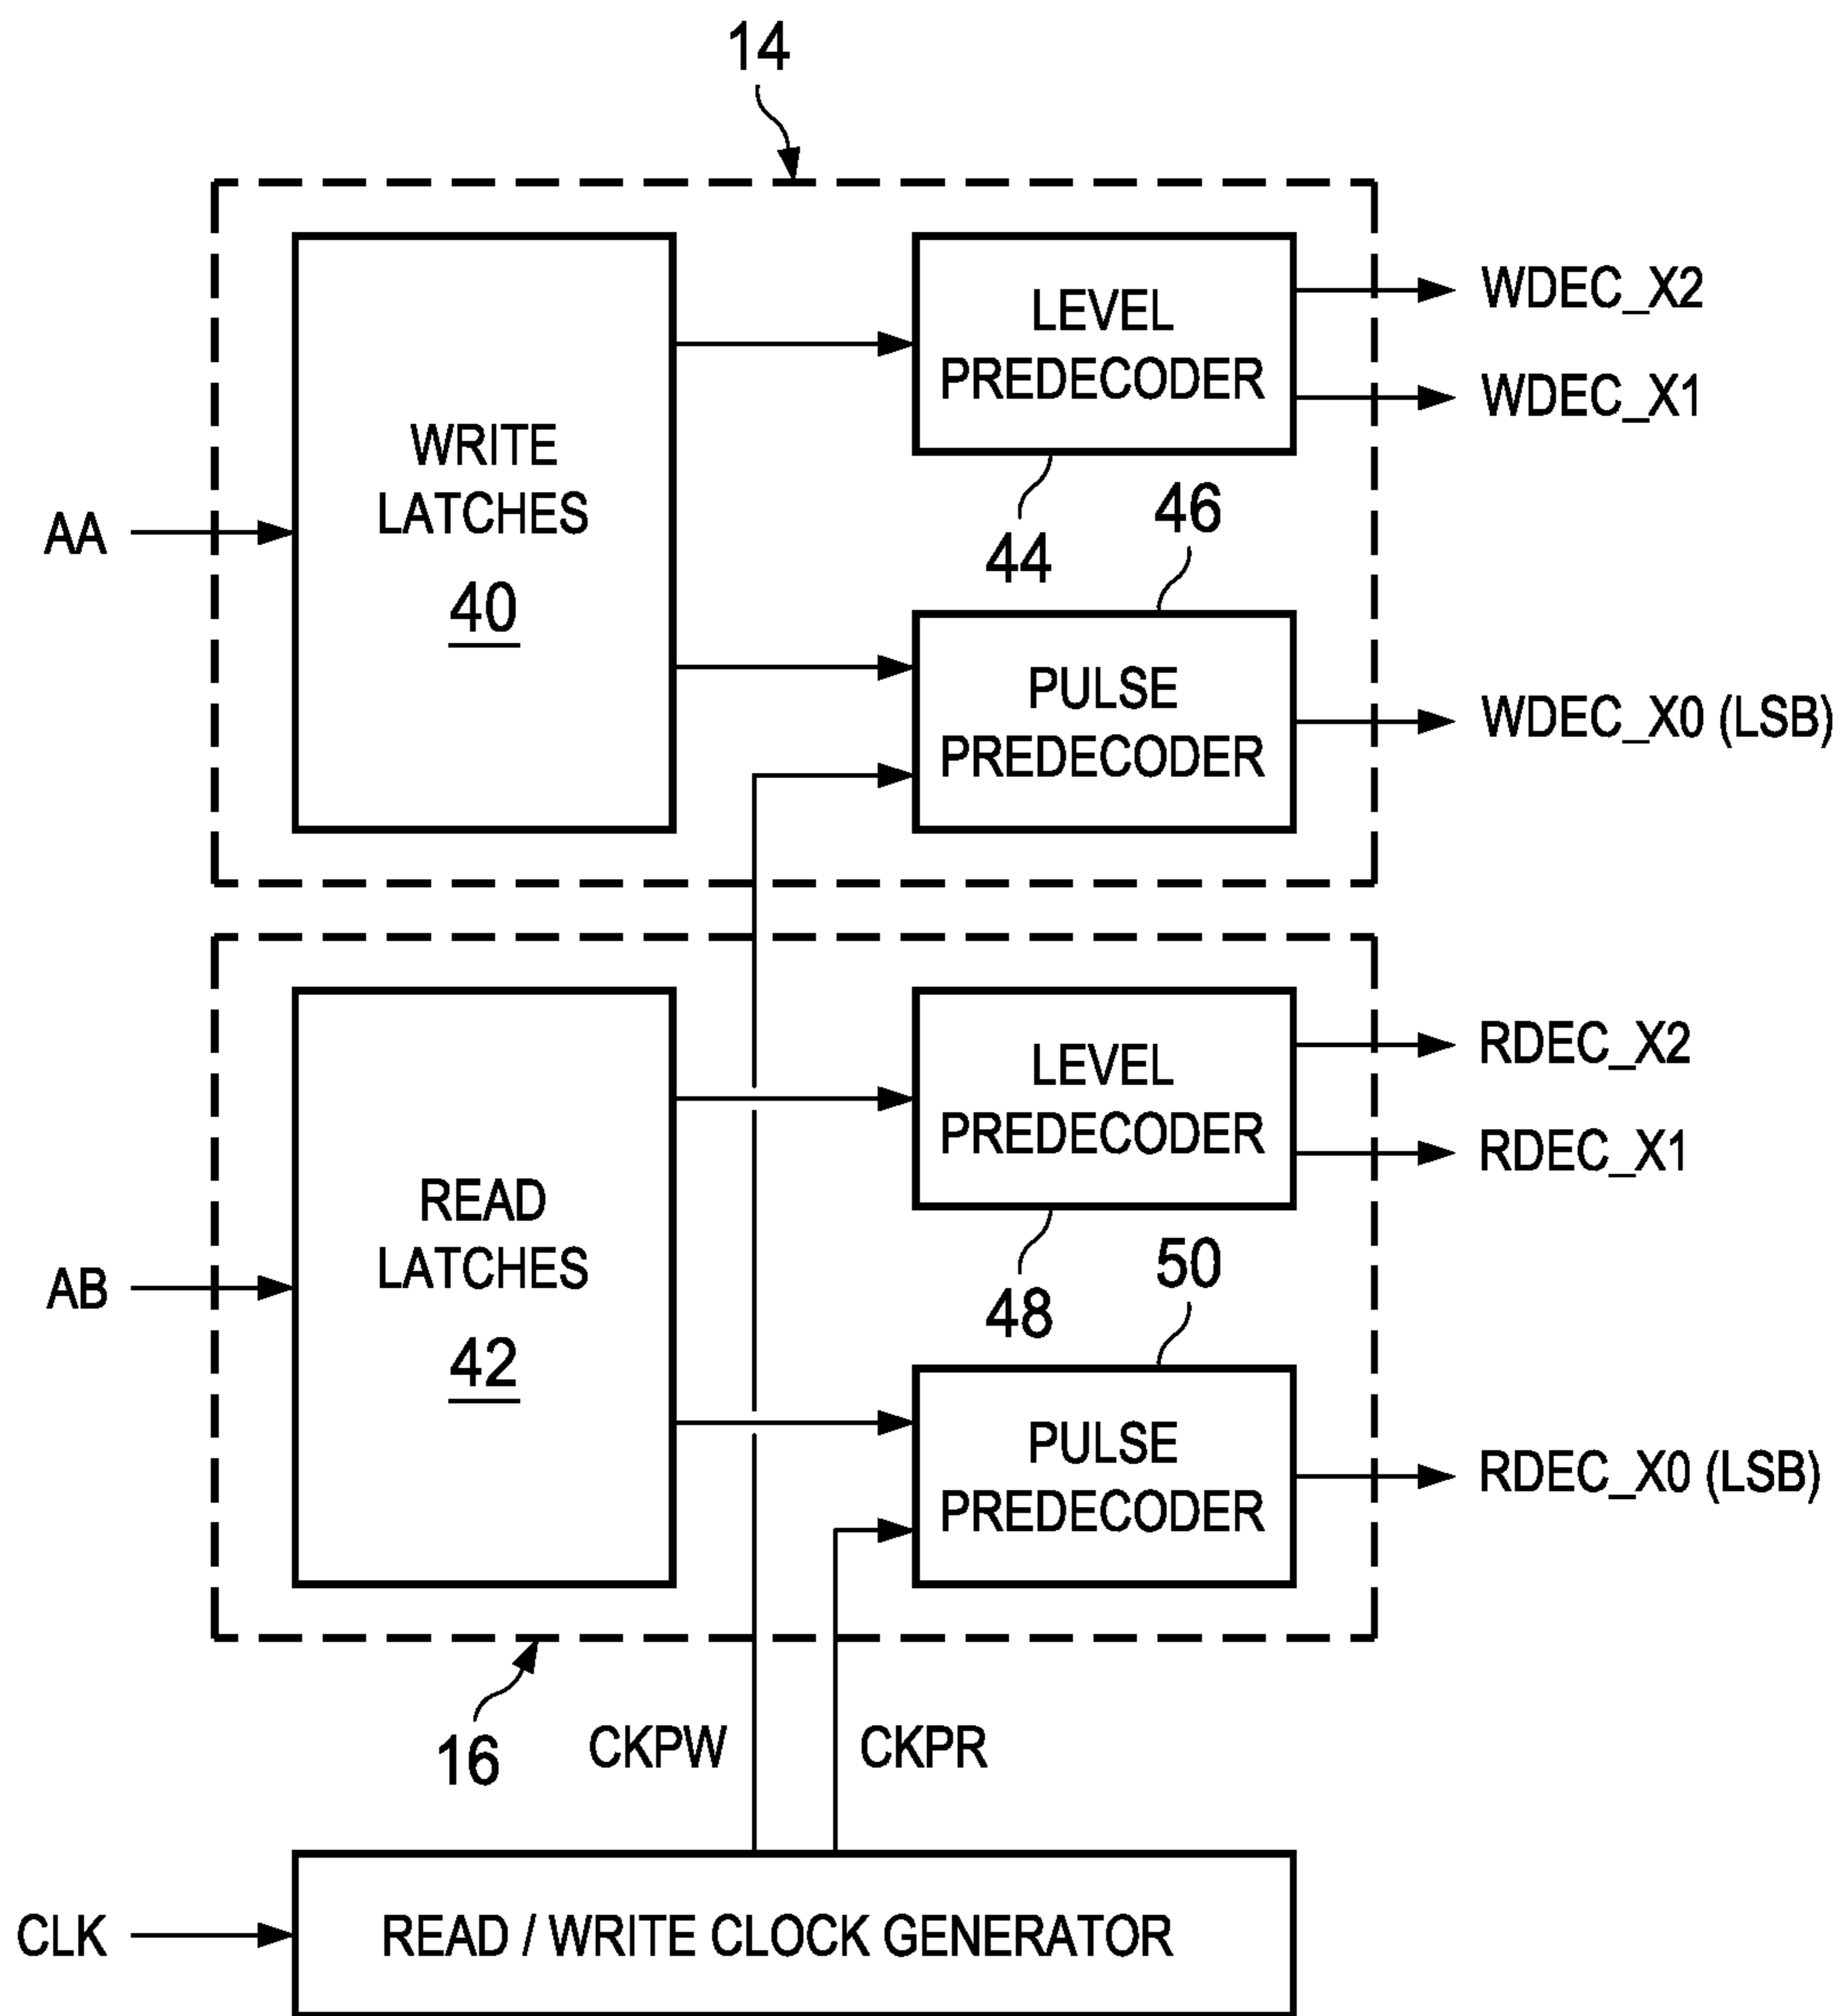 14
WRITE
LATCHES
40
AA
LEVEL
PREDECODER
44
WDEC_X2
WDEC_X1
46
PULSE
PREDECODER
WDEC_X0 (LSB)
READ
LATCHES
42
AB
LEVEL
PREDECODER
48
RDEC_X2
RDEC_X1
50
PULSE
PREDECODER
RDEC_X0 (LSB)
16
CKPW
CKPR
CLK
READ / WRITE CLOCK GENERATOR